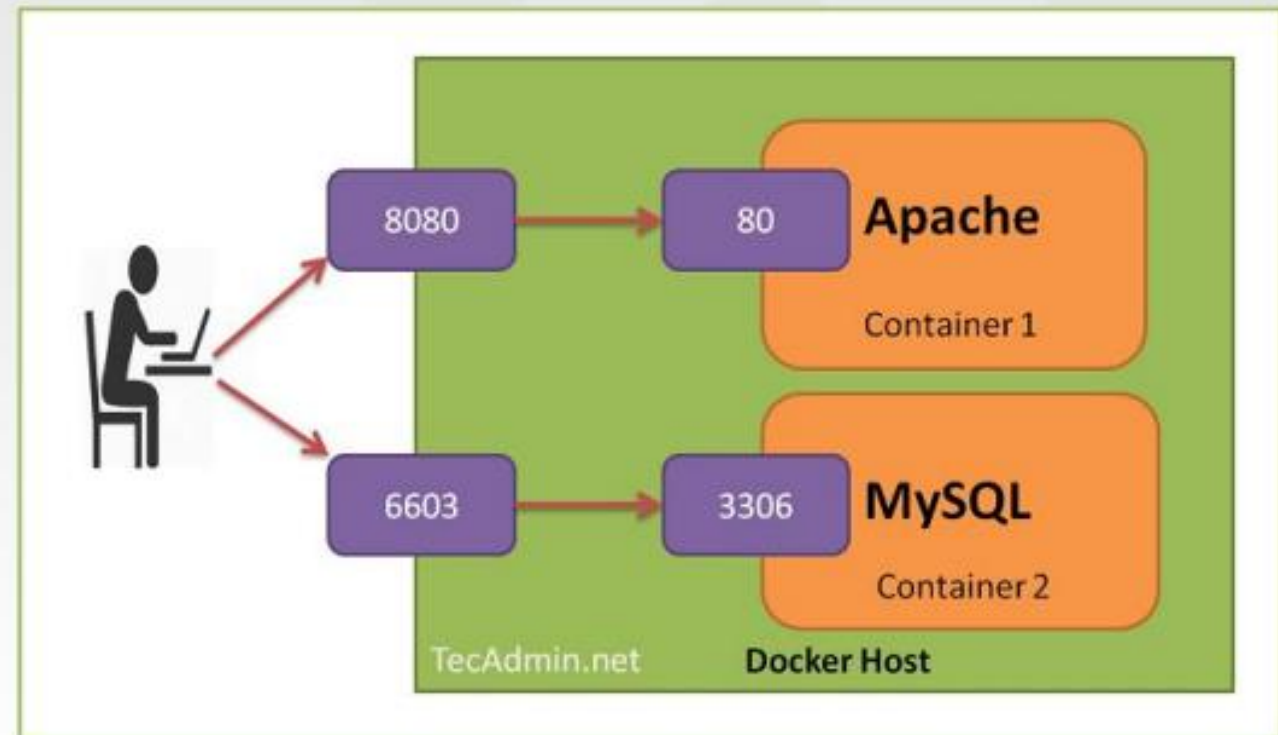 8080
80
Apache
Container 1
6603
3306
MySQL
Container 2
TecAdmin.net
Docker Host